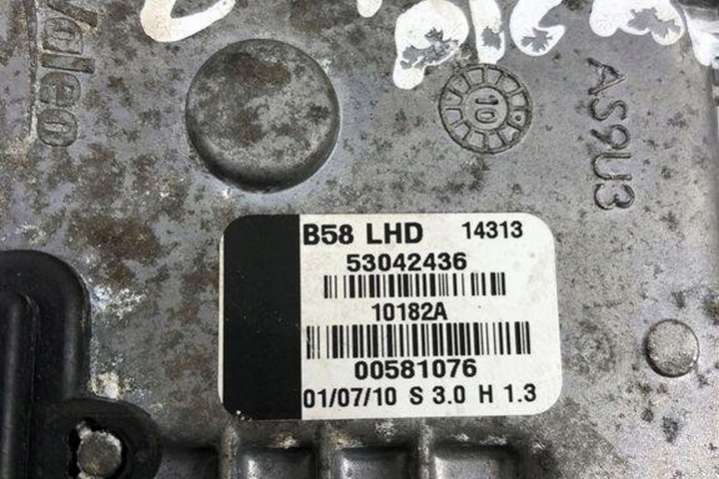 Valeo
10
AS9U3
B58 LHD 14313
53042436
10182A
00581076
01/07/10 S 3.0 H 1.3